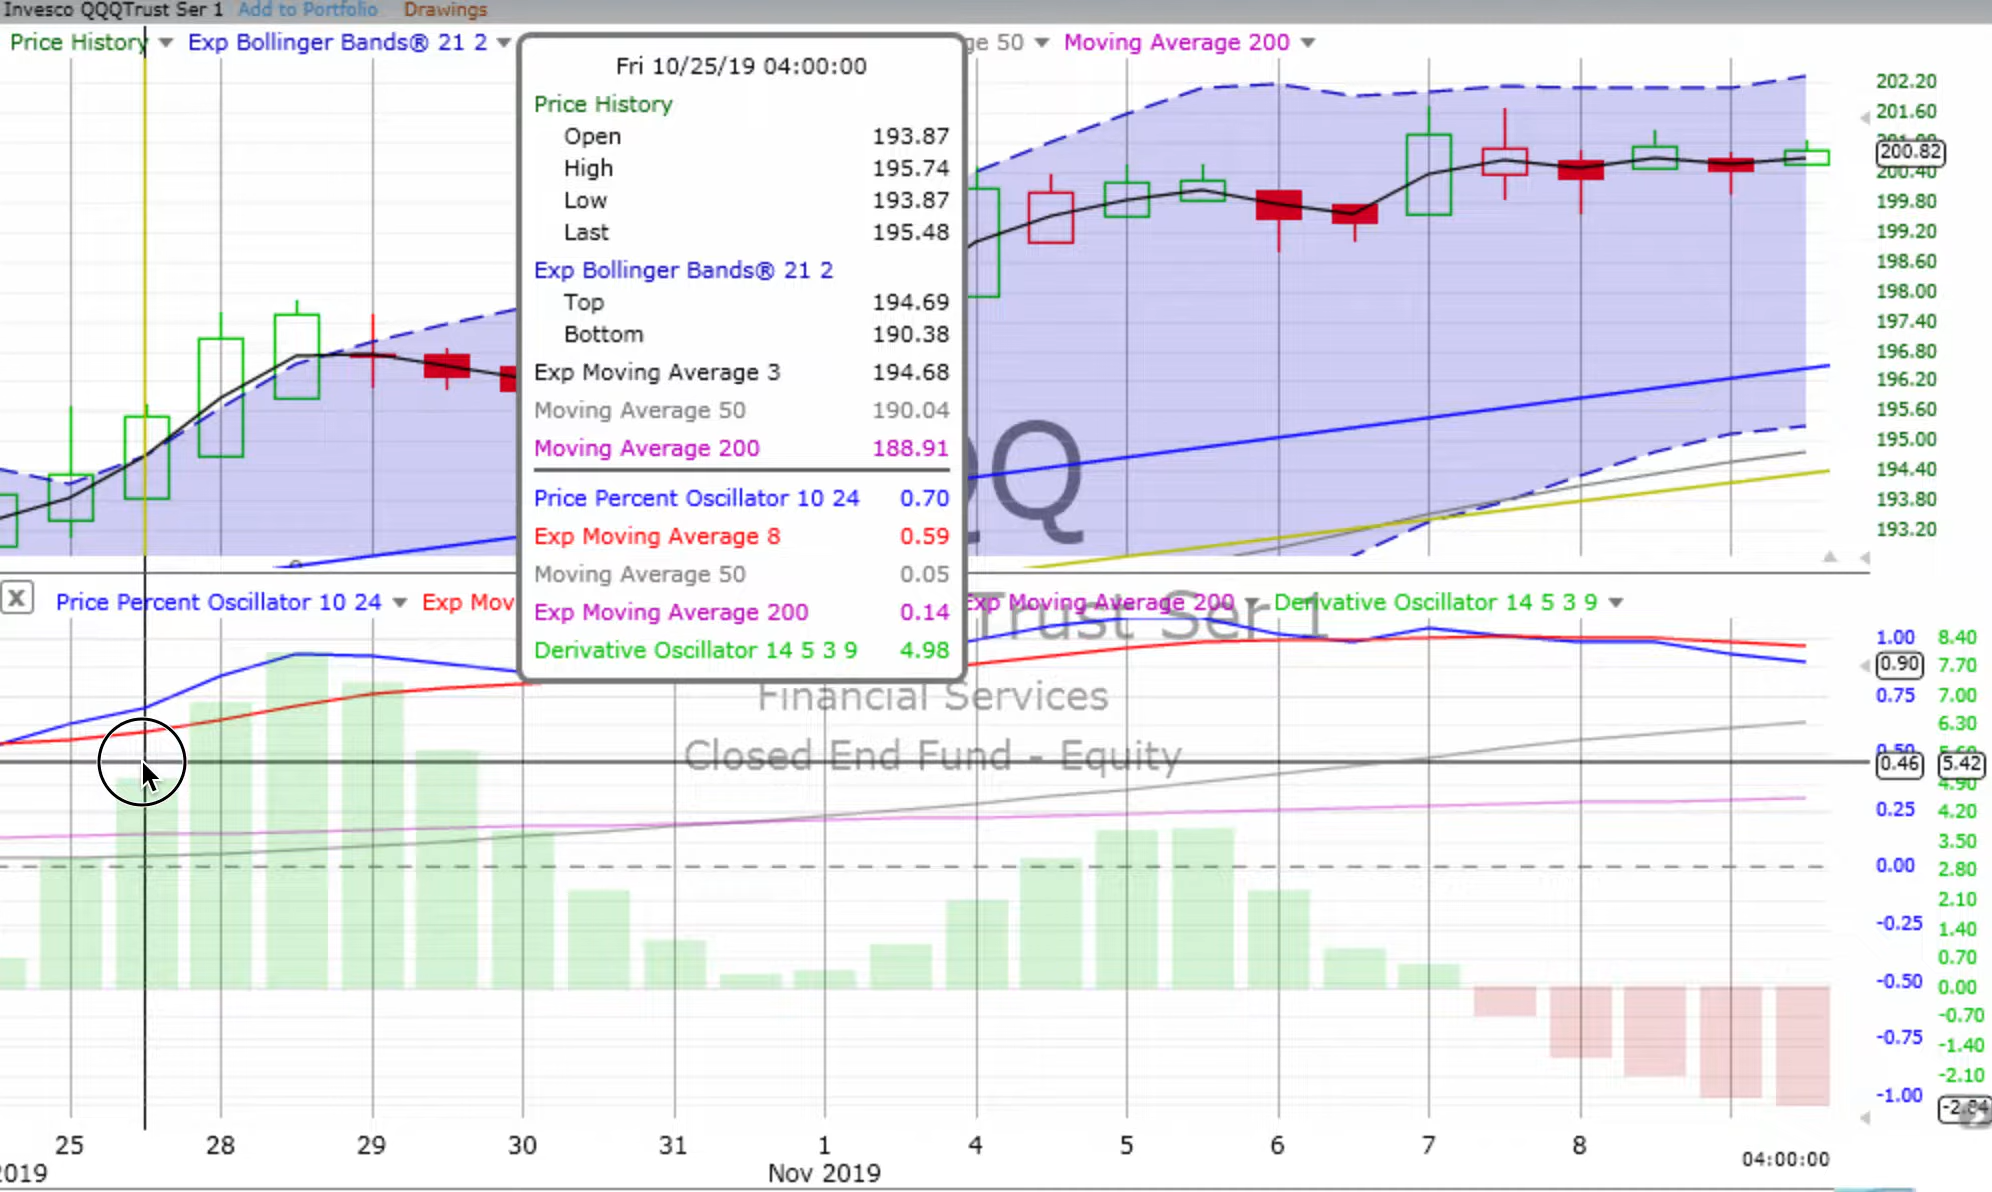 Invesco QQQTrust Ser 1 Add to Portfolio Drawings
Price History Exp Bollinger Bands® 21 2 ge 50 Moving Average 200
Fri 10/25/19 04:00:00
Price History
Open 193.87
High 195.74
Low 193.87
Last 195.48
Exp Bollinger Bands® 21 2
Top 194.69
Bottom 190.38
Exp Moving Average 3 194.68
Moving Average 50 190.04
Moving Average 200 188.91
Price Percent Oscillator 10 24 0.70
Exp Moving Average 8 0.59
Moving Average 50 0.05
Exp Moving Average 200 0.14
Derivative Oscillator 14 5 3 9 4.98
202.20
201.60
200.82
200.40
199.80
199.20
198.60
198.00
197.40
196.80
196.20
195.60
195.00
194.40
193.80
193.20
QQ
X Price Percent Oscillator 10 24 Exp Mov Exp Moving Average 200 Derivative Oscillator 14 5 3 9
Trust Ser 1
Financial Services
Closed End Fund - Equity
1.00 8.40
0.90 7.70
0.75 7.00
6.30
0.50
0.46 5.42
4.90
0.25 4.20
3.50
0.00 2.80
2.10
-0.25 1.40
0.70
-0.50 0.00
-0.70
-0.75 -1.40
-2.10
-1.00
25 28 29 30 31 1 4 5 6 7 8 04:00:00
2019 Nov 2019